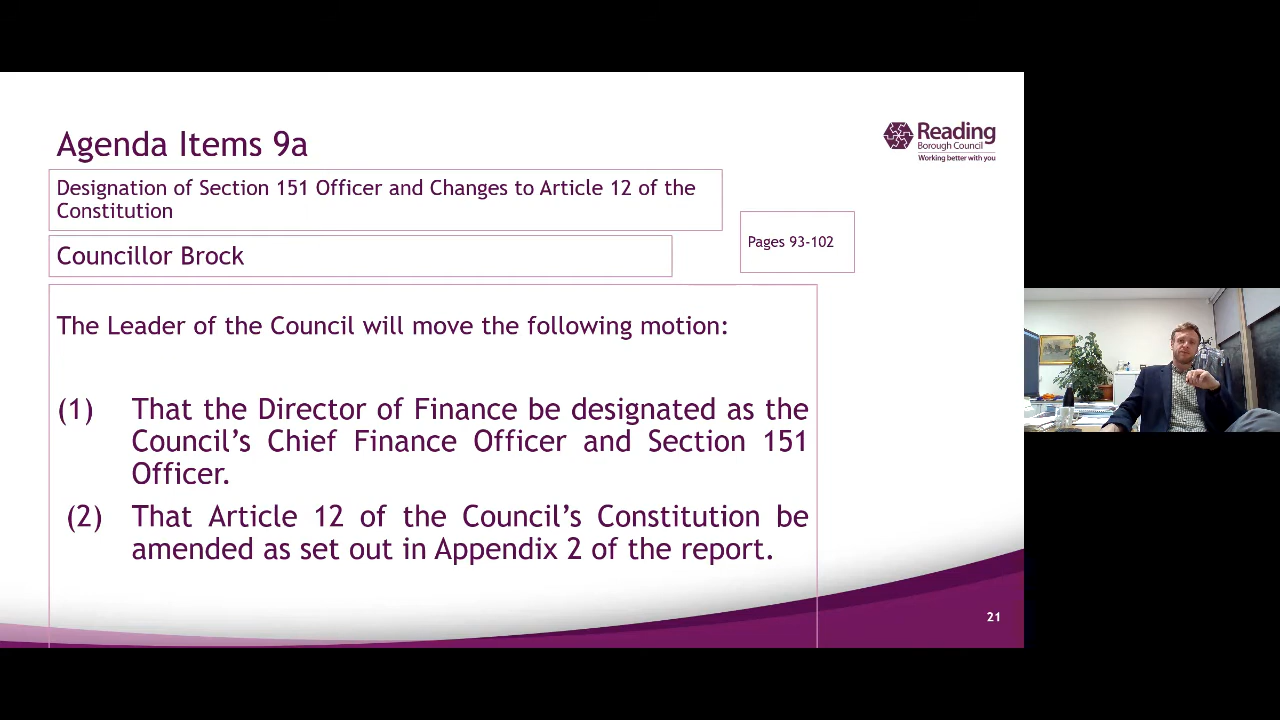 Agenda Items 9a
Reading
Borough Council
Working better with you
Designation of Section 151 Officer and Changes to Article 12 of the
Constitution
Pages 93-102
Councillor Brock
The Leader of the Council will move the following motion:
(1) That the Director of Finance be designated as the
Council’s Chief Finance Officer and Section 151
Officer.
(2) That Article 12 of the Council’s Constitution be
amended as set out in Appendix 2 of the report.
21